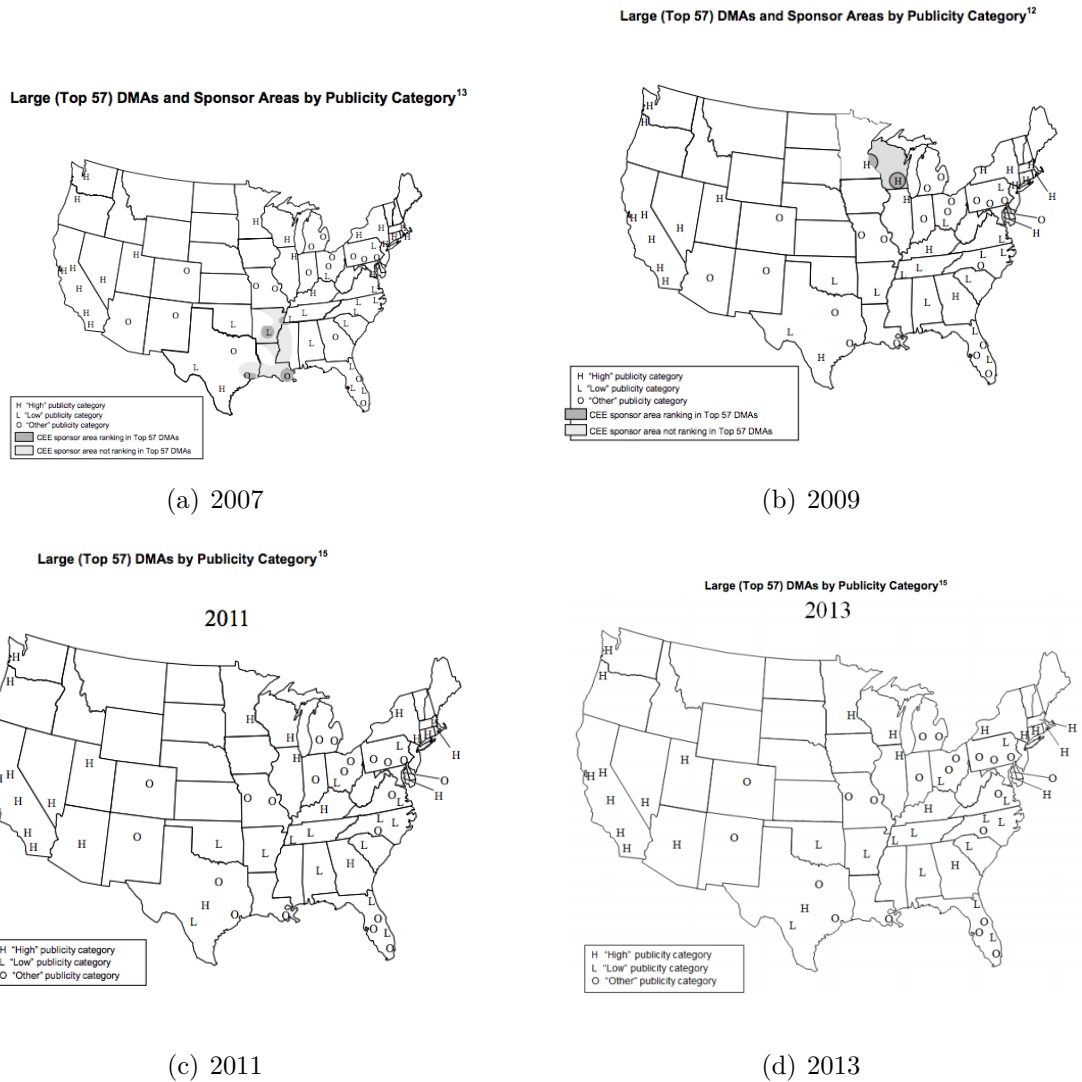 Large (Top 57) DMAs and Sponsor Areas by Publicity Category13
H "High" publicity category
L "Low" publicity category
O "Other" publicity category
CEE sponsor area ranking in Top 57 DMAs
CEE sponsor area not ranking in Top 57 DMAs
(a) 2007
Large (Top 57) DMAs and Sponsor Areas by Publicity Category12
H "High" publicity category
L "Low" publicity category
O "Other" publicity category
CEE sponsor area ranking in Top 57 DMAs
CEE sponsor area not ranking in Top 57 DMAs
(b) 2009
Large (Top 57) DMAs by Publicity Category15
2011
H "High" publicity category
L "Low" publicity category
O "Other" publicity category
(c) 2011
Large (Top 57) DMAs by Publicity Category15
2013
H "High" publicity category
L "Low" publicity category
O "Other" publicity category
(d) 2013